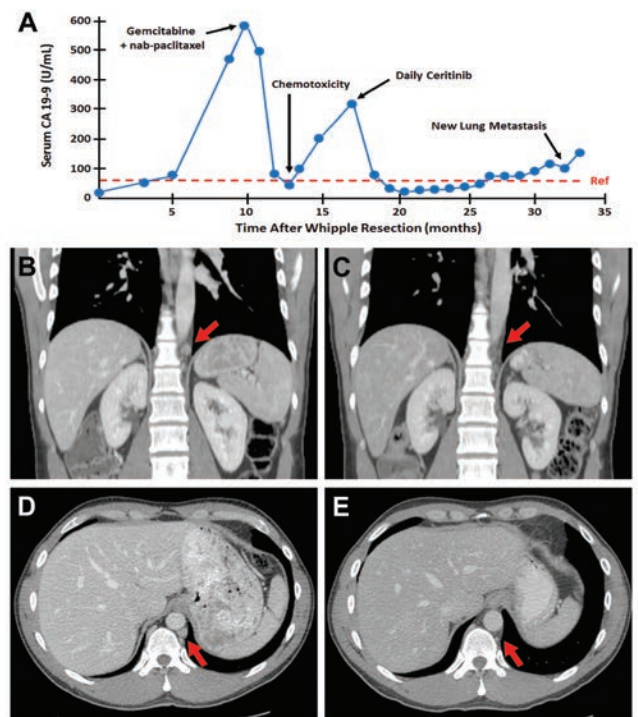 A
600
Gemcitabine
+ nab-paclitaxel
500
Chemotoxicity
Daily Ceritinib
400
300
New Lung Metastasis
200
100
Ref
0
5
10
15
20
25
30
35
Serum CA 19-9 (U/mL)
Time After Whipple Resection (months)
B
C
D
E